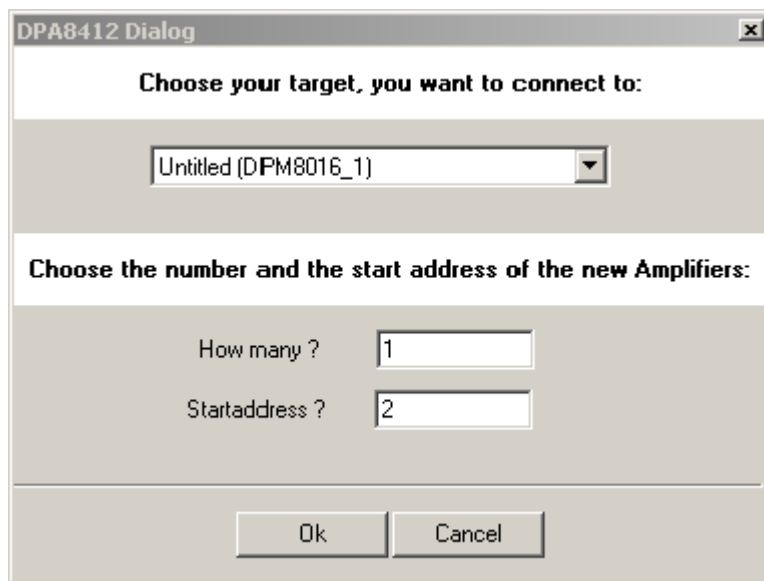 DPA8412 Dialog
Choose your target, you want to connect to:
Untitled (DPM8016_1)
Choose the number and the start address of the new Amplifiers:
How many ? 1
Startaddress ? 2
Ok Cancel